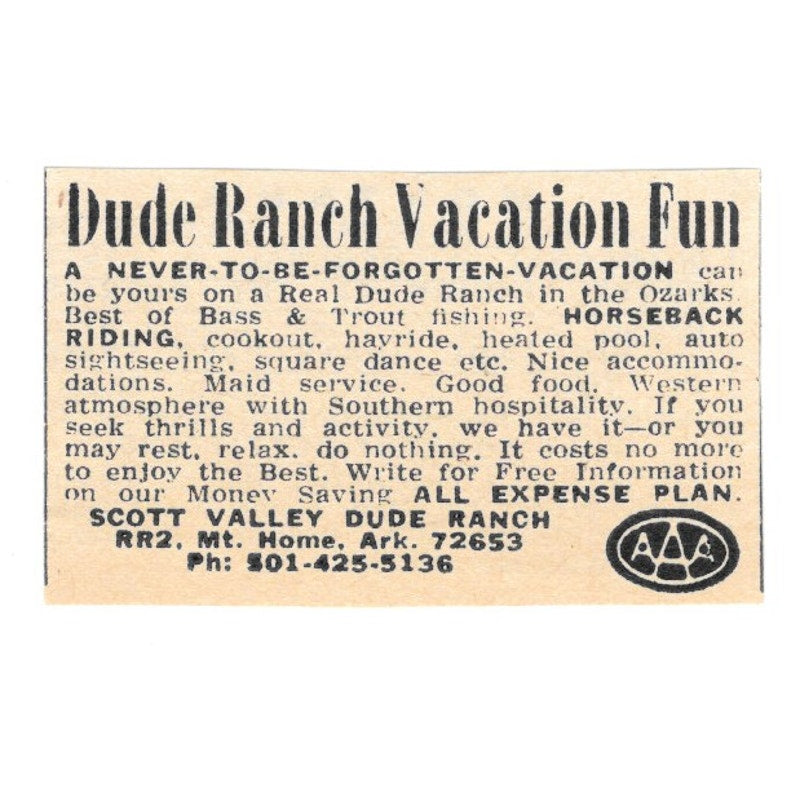 Dude Ranch Vacation Fun
A NEVER-TO-BE-FORGOTTEN-VACATION can
be yours on a Real Dude Ranch in the Ozarks.
Best of Bass & Trout fishing. HORSEBACK
RIDING, cookout, hayride, heated pool, auto
sightseeing, square dance etc. Nice accommo-
dations. Maid service. Good food. Western
atmosphere with Southern hospitality. If you
seek thrills and activity, we have it—or you
may rest, relax, do nothing. It costs no more
to enjoy the Best. Write for Free Information
on our Money Saving ALL EXPENSE PLAN.
SCOTT VALLEY DUDE RANCH
RR2, Mt. Home, Ark. 72653
Ph: 501-425-5136
AAA